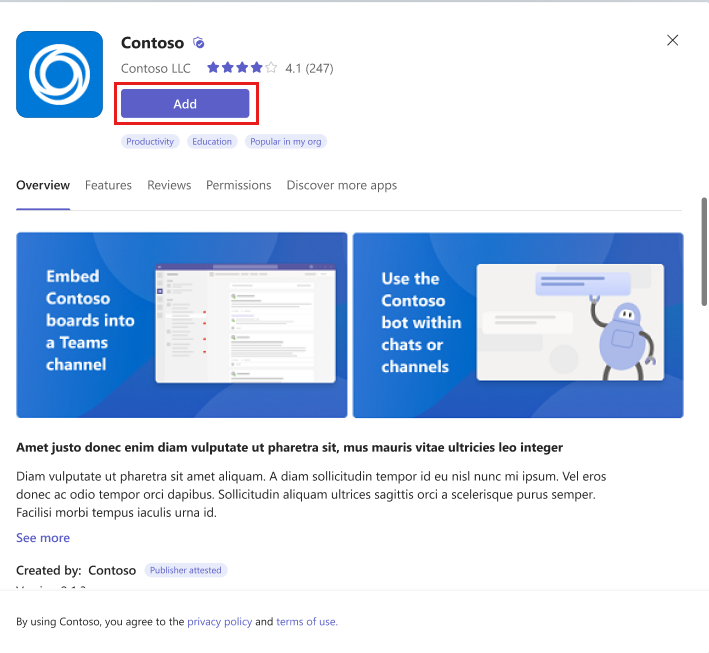 Contoso
Contoso LLC 4.1 (247)
Add
Productivity Education Popular in my org
Overview Features Reviews Permissions Discover more apps
Embed
Contoso
boards into
a Teams
channel
Use the
Contoso
bot within
chats or
channels
Amet justo donec enim diam vulputate ut pharetra sit, mus mauris vitae ultricies leo integer
Diam vulputate ut pharetra sit amet aliquam. A diam sollicitudin tempor id eu nisl nunc mi ipsum. Vel eros
donec ac odio tempor orci dapibus. Sollicitudin aliquam ultrices sagittis orci a scelerisque purus semper.
Facilisi morbi tempus iaculis urna id.
See more
Created by: Contoso Publisher attested
By using Contoso, you agree to the privacy policy and terms of use.